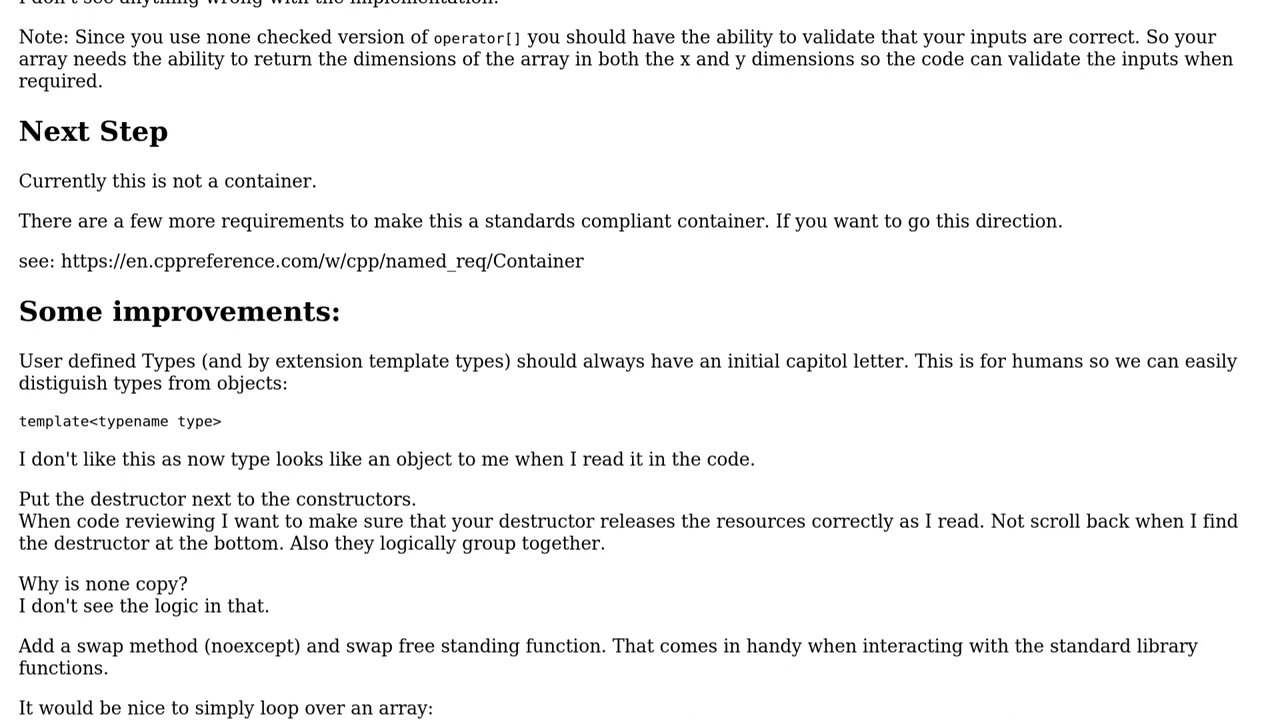 I don't see anything wrong with the implementation.
Note: Since you use none checked version of operator[] you should have the ability to validate that your inputs are correct. So your
array needs the ability to return the dimensions of the array in both the x and y dimensions so the code can validate the inputs when
required.
Next Step
Currently this is not a container.
There are a few more requirements to make this a standards compliant container. If you want to go this direction.
see: https://en.cppreference.com/w/cpp/named_req/Container
Some improvements:
User defined Types (and by extension template types) should always have an initial capitol letter. This is for humans so we can easily
distiguish types from objects:
template<typename type>
I don't like this as now type looks like an object to me when I read it in the code.
Put the destructor next to the constructors.
When code reviewing I want to make sure that your destructor releases the resources correctly as I read. Not scroll back when I find
the destructor at the bottom. Also they logically group together.
Why is none copy?
I don't see the logic in that.
Add a swap method (noexcept) and swap free standing function. That comes in handy when interacting with the standard library
functions.
It would be nice to simply loop over an array: